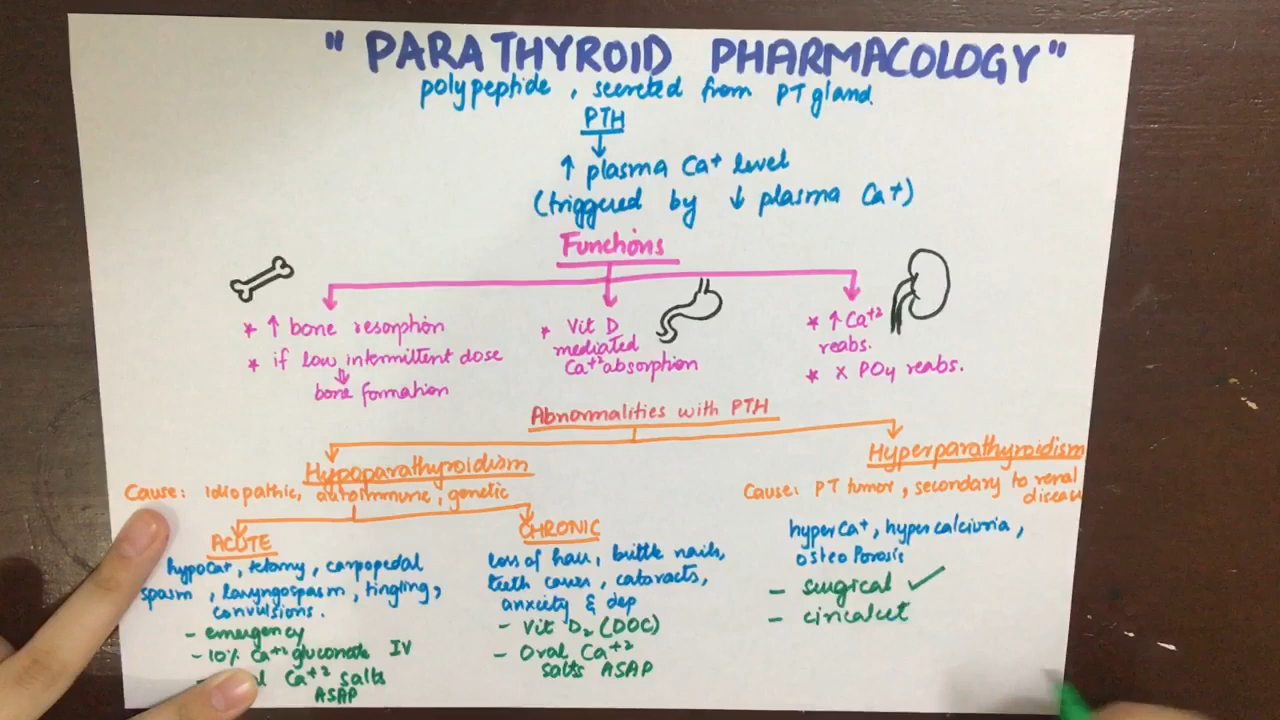 " PARATHYROID PHARMACOLOGY "
polypeptide, secreted from PT gland
PTH
↓
↑ plasma Ca+ level
(triggered by ↓ plasma Ca+)
Functions
* ↑ bone resorption
* if low intermittent dose
⇓
bone formation
* Vit D
mediated
Ca+2 absorption
* ↑ Ca+2
reabs.
* X PO4 reabs.
Abnormalities with PTH
Hypoparathyroidism
Cause: idiopathic, autoimmune, genetic
ACUTE
hypoCa+, tetany, carpopedal
spasm, laryngospasm, tingling,
convulsions.
- emergency
- 10% Ca+2 gluconate IV
Ca+2 salts
ASAP
CHRONIC
loss of hair, brittle nails,
teeth caries, cataracts,
anxiety & dep
- Vit D2 (DOC)
- Oral Ca+2
salts ASAP
Hyperparathyroidism
Cause: PT tumor, secondary to renal
disease
hyperCa+, hypercalciuria,
osteoporosis
- surgical ✓
- cincalcet